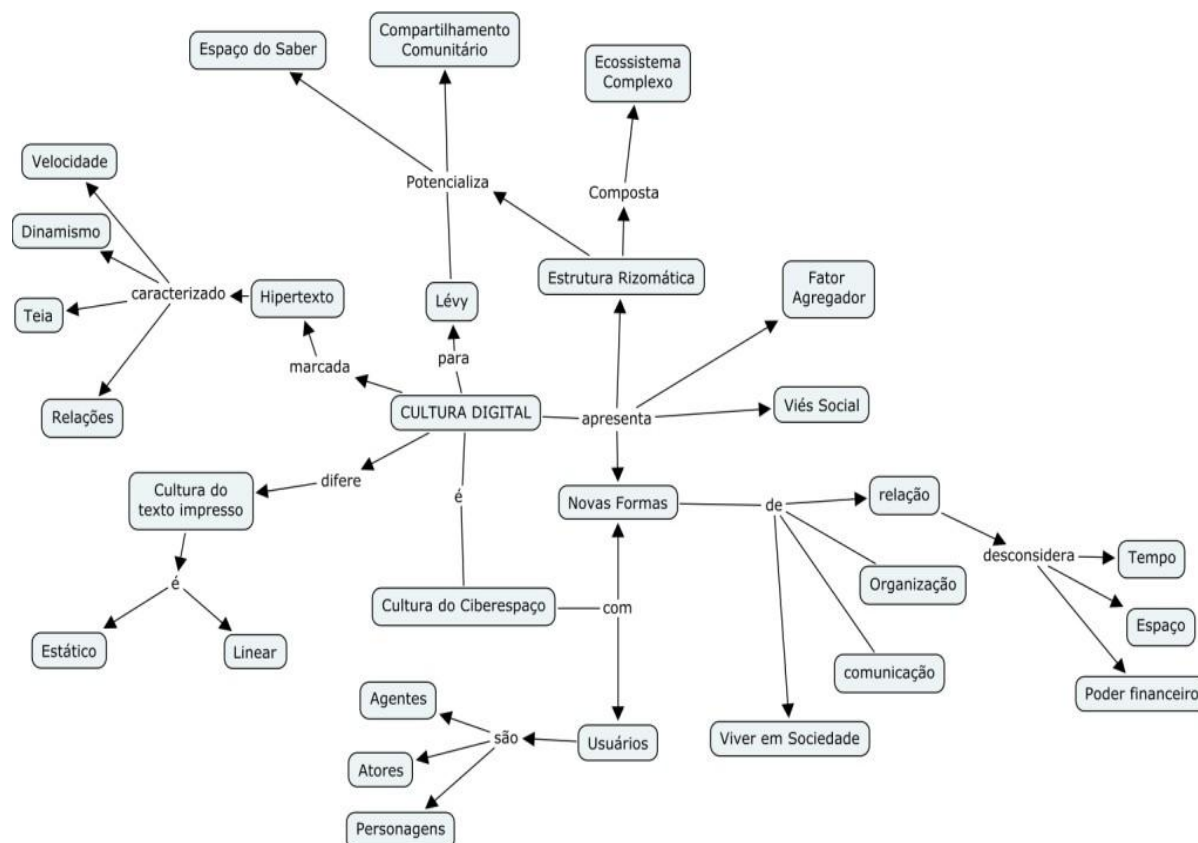 Compartilhamento
Comunitário
Espaço do Saber
Ecossistema
Complexo
Velocidade
Potencializa
Composta
Dinamismo
Estrutura Rizomática
Fator
Agregador
caracterizado
Hipertexto
Lévy
Teia
para
marcada
Relações
CULTURA DIGITAL
apresenta
Viés Social
difere
Cultura do
texto impresso
é
Novas Formas
de
relação
desconsidera
Tempo
é
Organização
Cultura do Ciberespaço
com
Espaço
Estático
Linear
comunicação
Poder financeiro
Agentes
são
Usuários
Viver em Sociedade
Atores
Personagens